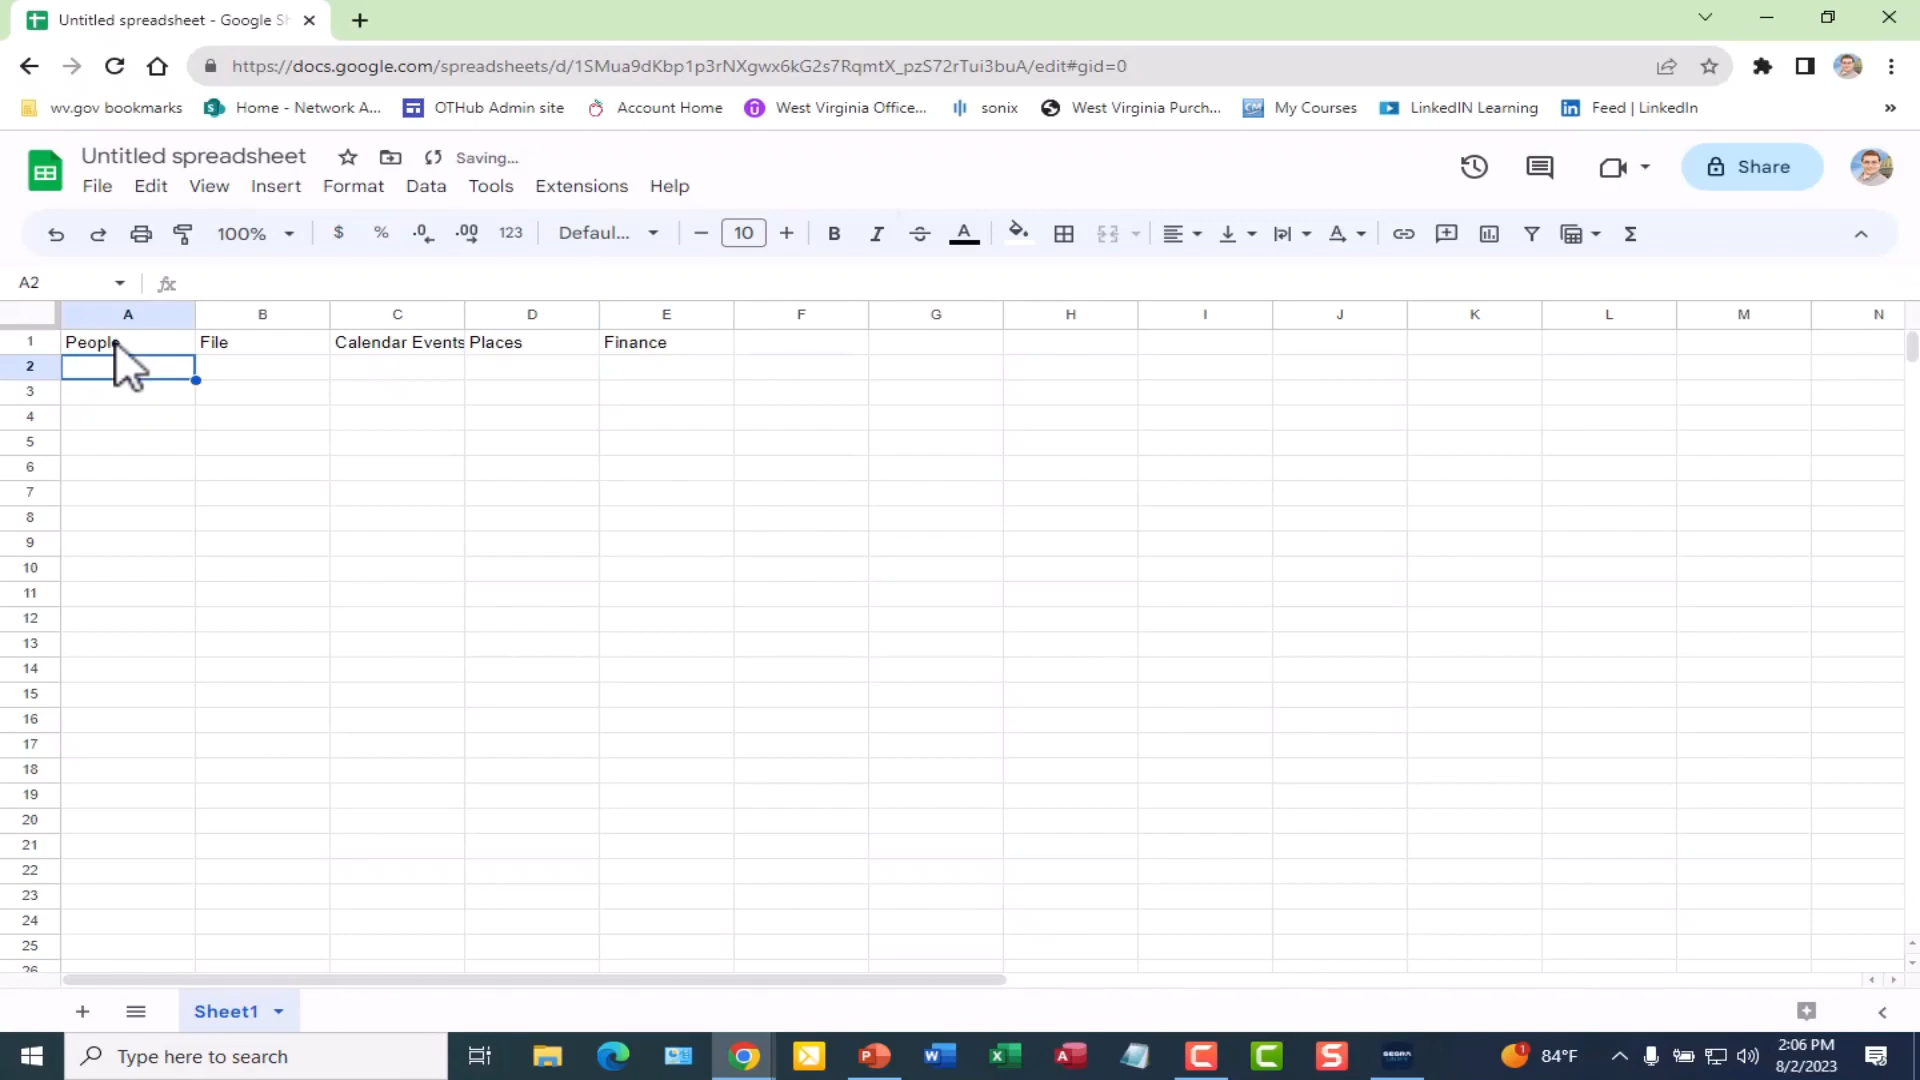 Untitled spreadsheet - Google Sh
https://docs.google.com/spreadsheets/d/1SMua9dKbp1p3rNXgwx6kG2s7RqmtX_pzS72rTui3buA/edit#gid=0
wv.gov bookmarks Home - Network A... OTHub Admin site Account Home West Virginia Office... sonix West Virginia Purch... My Courses LinkedIN Learning Feed | LinkedIn »
Untitled spreadsheet Saving...
File Edit View Insert Format Data Tools Extensions Help
Share
100% $ % .0 .00 123 Defaul... 10 B I A Σ
A2 fx
A B C D E F G H I J K L M N
1 People File Calendar Events Places Finance
2
3
4
5
6
7
8
9
10
11
12
13
14
15
16
17
18
19
20
21
22
23
24
25
26
Sheet1
Type here to search
84°F
2:06 PM
8/2/2023